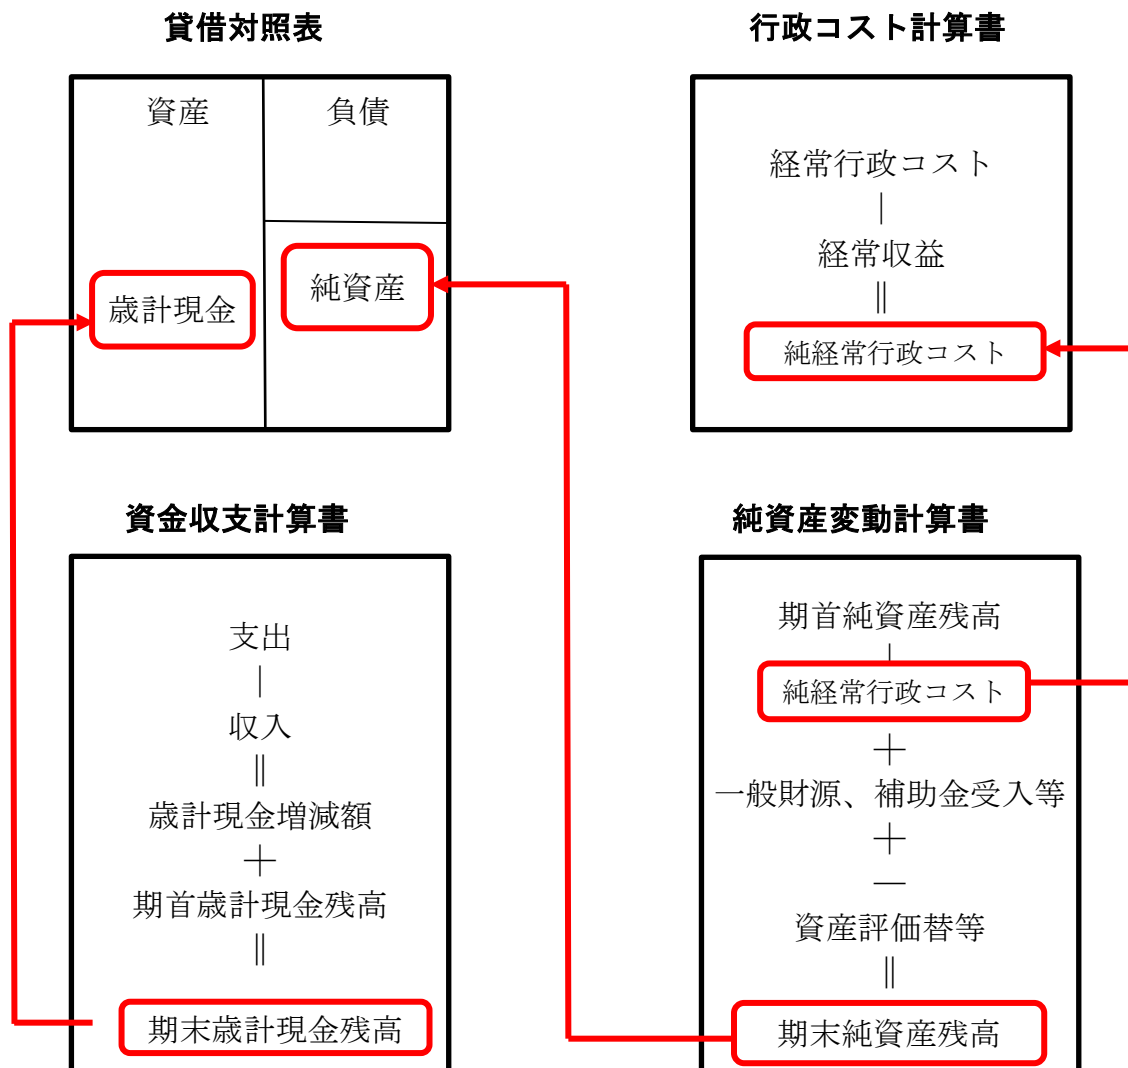 貸借対照表
資産
負債
歳計現金
純資産
行政コスト計算書
経常行政コスト
|
経常収益
||
純経常行政コスト
資金収支計算書
支出
|
収入
||
歳計現金増減額
+
期首歳計現金残高
||
期末歳計現金残高
純資産変動計算書
期首純資産残高
|
純経常行政コスト
+
一般財源、補助金受入等
+
―
資産評価替等
||
期末純資産残高